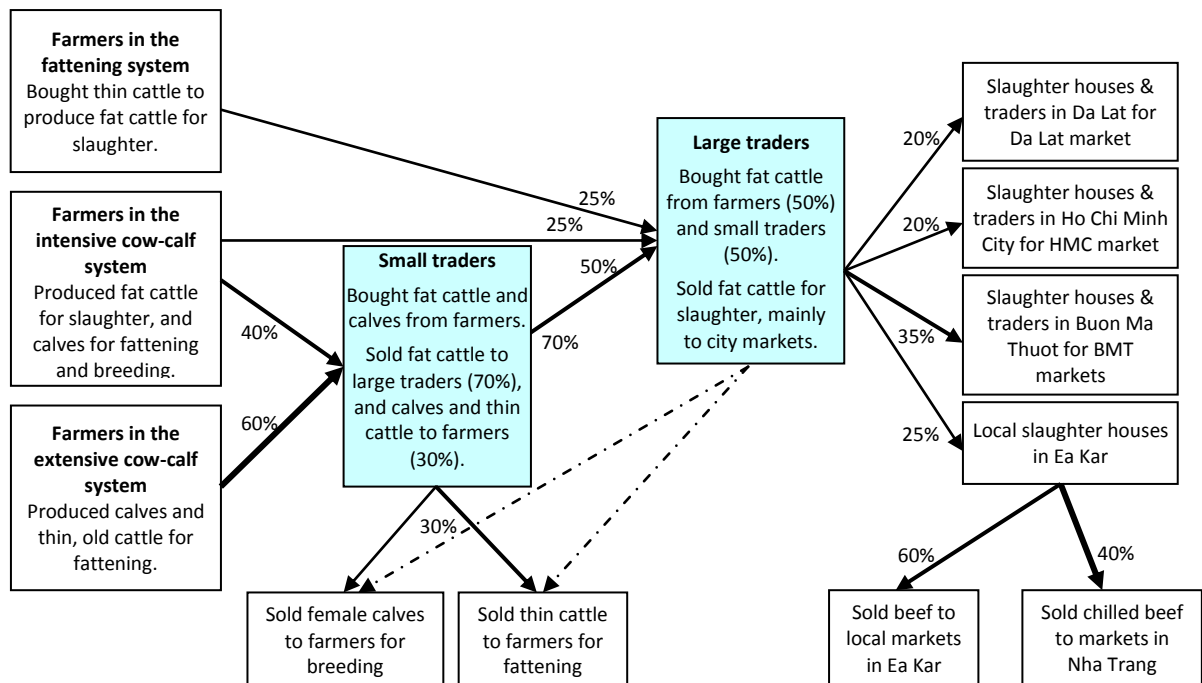 Farmers in the
fattening system
Bought thin cattle to
produce fat cattle for
slaughter.
Farmers in the
intensive cow-calf
system
Produced fat cattle
for slaughter, and
calves for fattening
and breeding.
Farmers in the
extensive cow-calf
system
Produced calves and
thin, old cattle for
fattening.
25%
25%
40%
60%
Small traders
Bought fat cattle and
calves from farmers.
Sold fat cattle to
large traders (70%),
and calves and thin
cattle to farmers
(30%).
50%
70%
30%
Sold female calves
to farmers for
breeding
Sold thin cattle
to farmers for
fattening
Large traders
Bought fat cattle
from farmers (50%)
and small traders
(50%).
Sold fat cattle for
slaughter, mainly
to city markets.
20%
20%
35%
25%
Slaughter houses &
traders in Da Lat for
Da Lat market
Slaughter houses &
traders in Ho Chi Minh
City for HMC market
Slaughter houses &
traders in Buon Ma
Thuot for BMT
markets
Local slaughter houses
in Ea Kar
60%
40%
Sold beef to
local markets
in Ea Kar
Sold chilled beef
to markets in
Nha Trang